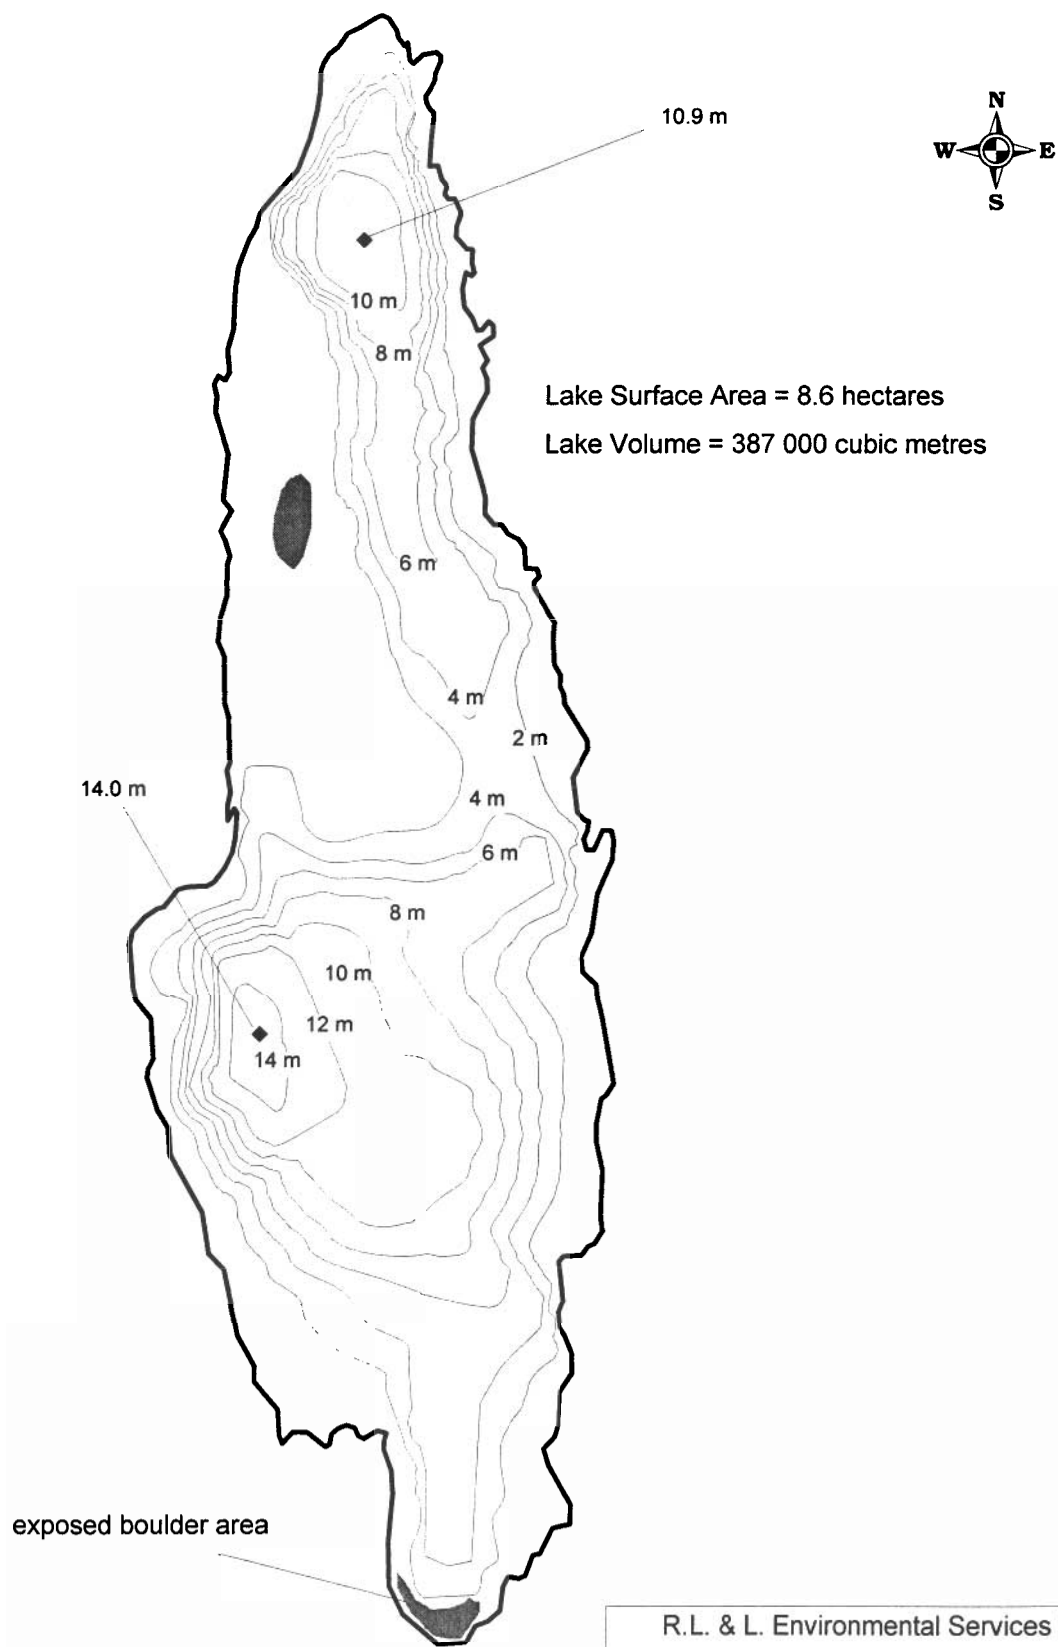 N
10.9 m
W E
S
10 m
8 m
Lake Surface Area = 8.6 hectares
Lake Volume = 387 000 cubic metres
6 m
4 m
2 m
14.0 m
4 m
6 m
8 m
10 m
12 m
14 m
exposed boulder area
R.L. & L. Environmental Services